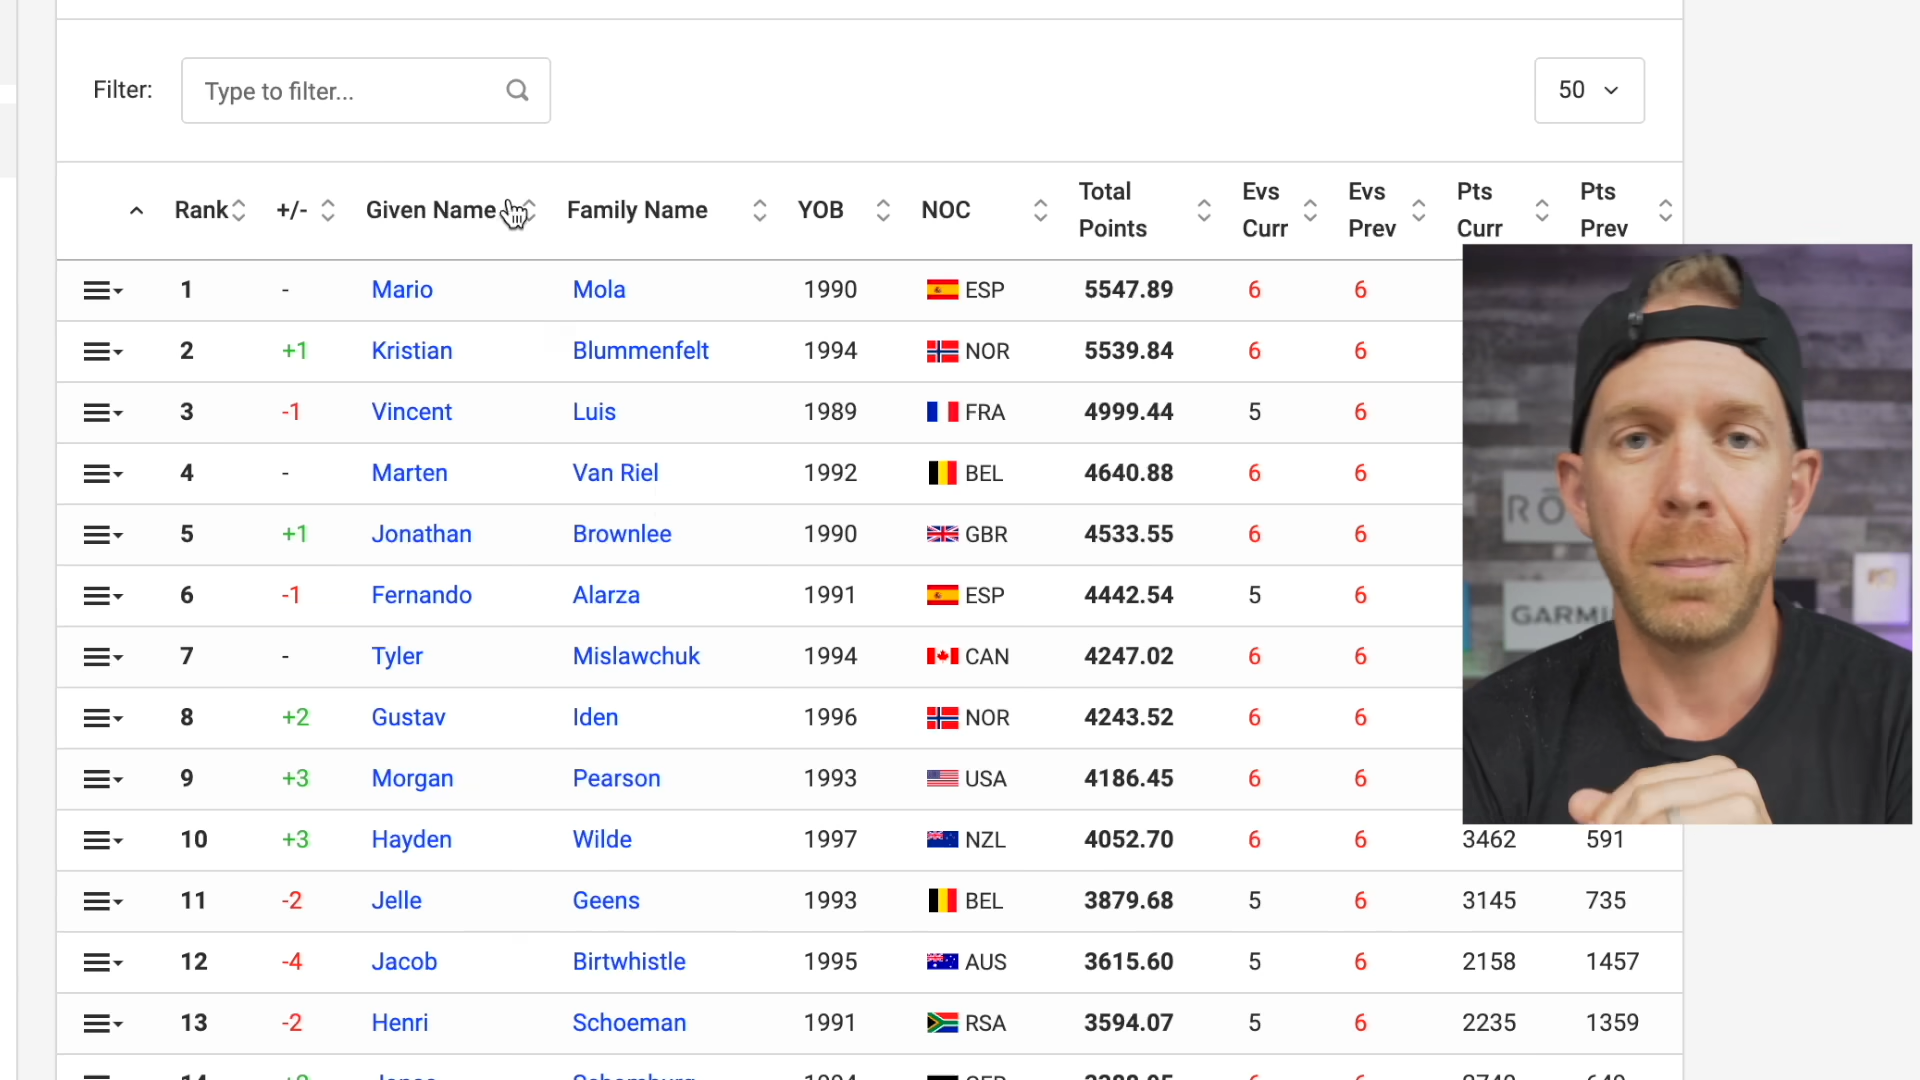 Filter: Type to filter... 50
Rank +/- Given Name Family Name YOB NOC Total Points Evs Curr Evs Prev Pts Curr Pts Prev
1 - Mario Mola 1990 ESP 5547.89 6 6
2 +1 Kristian Blummenfelt 1994 NOR 5539.84 6 6
3 -1 Vincent Luis 1989 FRA 4999.44 5 6
4 - Marten Van Riel 1992 BEL 4640.88 6 6
5 +1 Jonathan Brownlee 1990 GBR 4533.55 6 6
6 -1 Fernando Alarza 1991 ESP 4442.54 5 6
7 - Tyler Mislawchuk 1994 CAN 4247.02 6 6
8 +2 Gustav Iden 1996 NOR 4243.52 6 6
9 +3 Morgan Pearson 1993 USA 4186.45 6 6
10 +3 Hayden Wilde 1997 NZL 4052.70 6 6 3462 591
11 -2 Jelle Geens 1993 BEL 3879.68 5 6 3145 735
12 -4 Jacob Birtwhistle 1995 AUS 3615.60 5 6 2158 1457
13 -2 Henri Schoeman 1991 RSA 3594.07 5 6 2235 1359
RŌ
GARMI